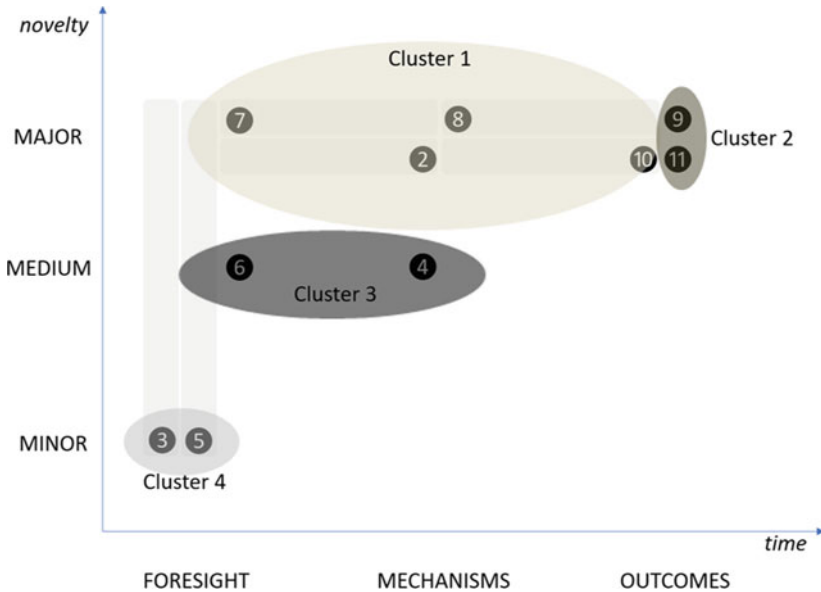 novelty
Cluster 1
7
8
9
MAJOR
Cluster 2
2
10
11
MEDIUM
6
4
Cluster 3
MINOR
3
5
Cluster 4
time
FORESIGHT
MECHANISMS
OUTCOMES